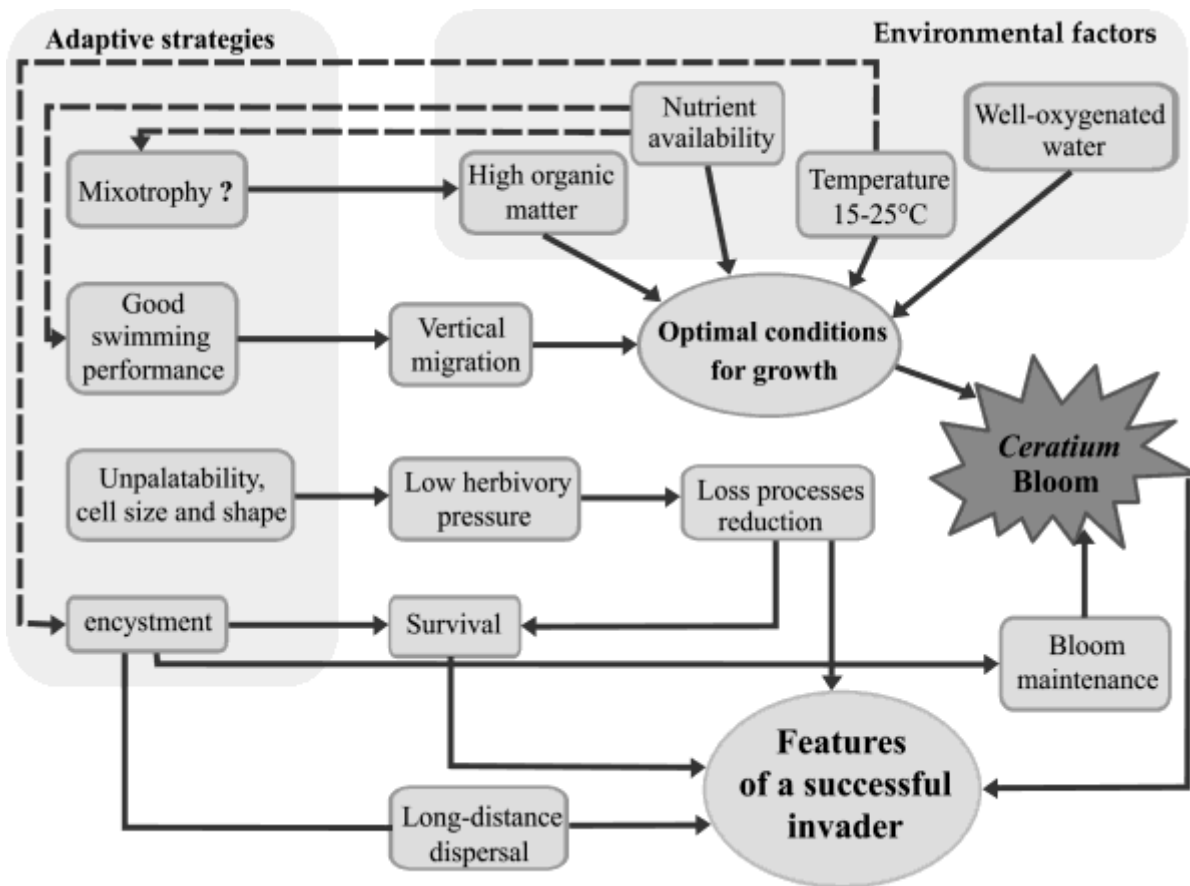 Adaptive strategies
Environmental factors
Nutrient
availability
Well-oxygenated
water
Mixotrophy ?
High organic
matter
Temperature
15-25°C
Good
swimming
performance
Vertical
migration
Optimal conditions
for growth
Ceratium
Bloom
Unpalatability,
cell size and shape
Low herbivory
pressure
Loss processes
reduction
encystment
Survival
Bloom
maintenance
Features
of a successful
invader
Long-distance
dispersal